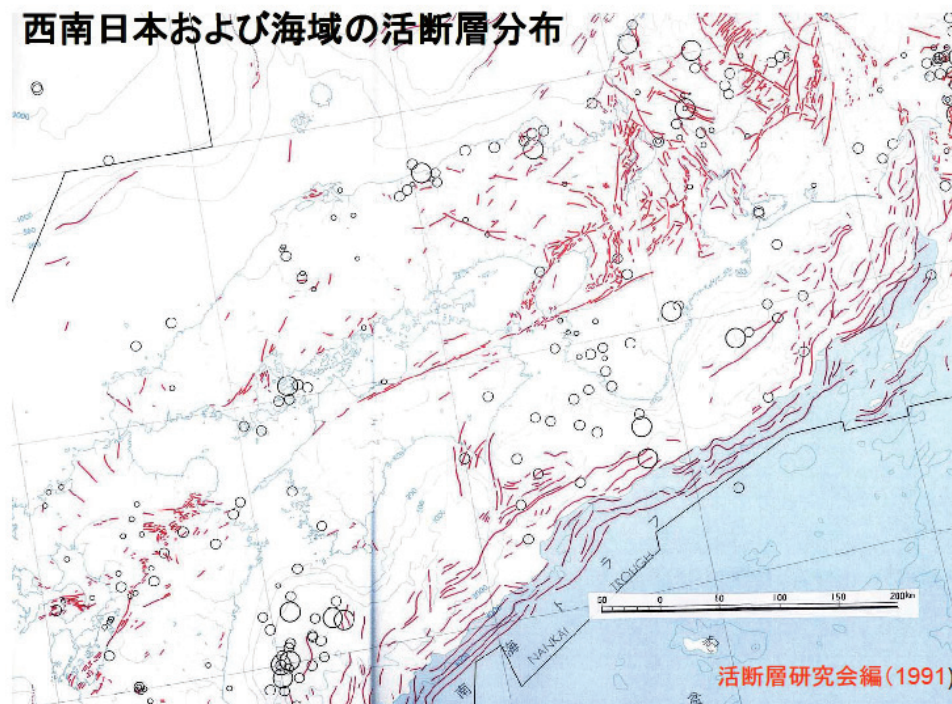 西南日本および海域の活断層分布
南
海
ト
ラ
フ
NANKAI
TROUGH
50 0 50 100 150 200km
活断層研究会編(1991)